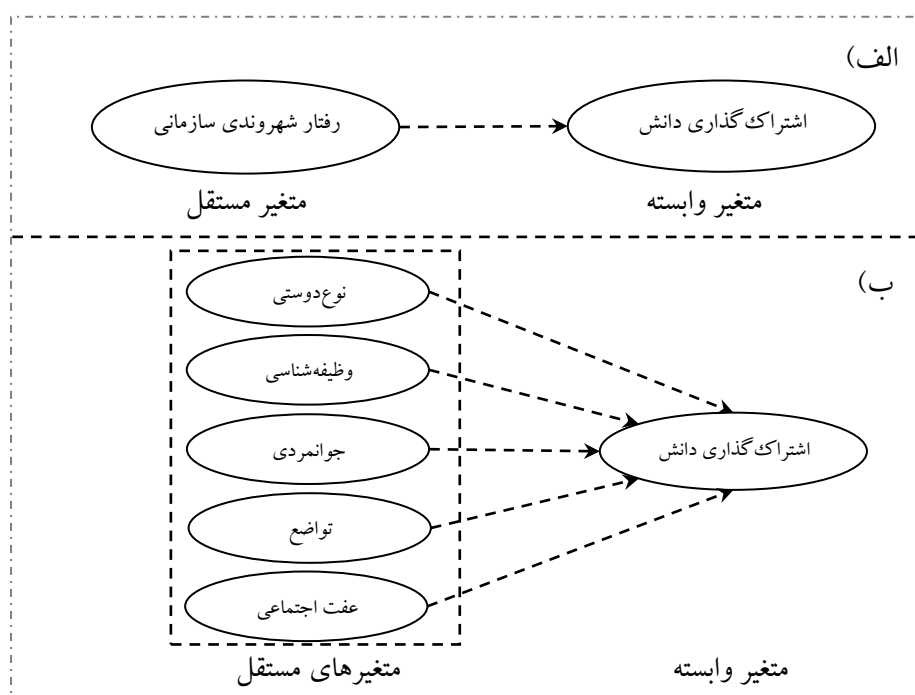 الف)
رفتار شهروندی سازمانی
اشتراک‌گذاری دانش
متغیر مستقل
متغیر وابسته
ب)
نوع‌دوستی
وظیفه‌شناسی
جوانمردی
اشتراک‌گذاری دانش
تواضع
عفت اجتماعی
متغیرهای مستقل
متغیر وابسته